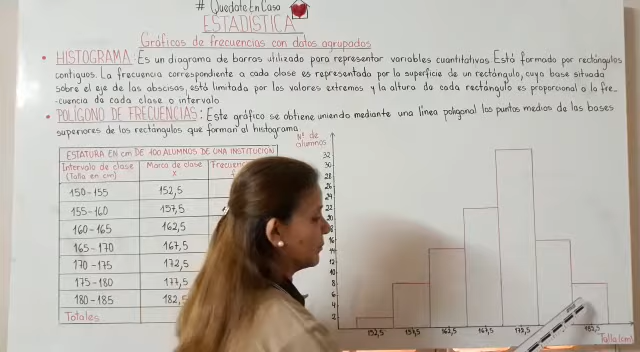 # Quedate En Casa
ESTADÍSTICA
Gráficos de frecuencias con datos agrupados
• HISTOGRAMA: Es un diagrama de barras utilizado para representar variables cuantitativas. Está formado por rectángulos
contiguos. La frecuencia correspondiente a cada clase es representado por la superficie de un rectángulo, cuya base situada
sobre el eje de las abscisas, está limitada por los valores extremos y la altura de cada rectángulo es proporcional a la fre-
-cuencia de cada clase o intervalo.
• POLÍGONO DE FRECUENCIAS: Este gráfico se obtiene uniendo mediante una línea poligonal los puntos medios de las bases
superiores de los rectángulos que forman al histograma.
ESTATURA EN cm DE 100 ALUMNOS DE UNA INSTITUCIÓN
Intervalo de clase (Talla en cm) Marca de clase x
150-155 152,5
155-160 157,5
160-165 162,5
165-170 167,5
170-175 172,5
175-180 177,5
180-185 182,5
Totales
Nº de
alumnos
32
30
28
26
24
22
20
18
16
14
12
10
8
6
4
2
152,5 157,5 162,5 167,5 172,5 182,5
Talla (cm)